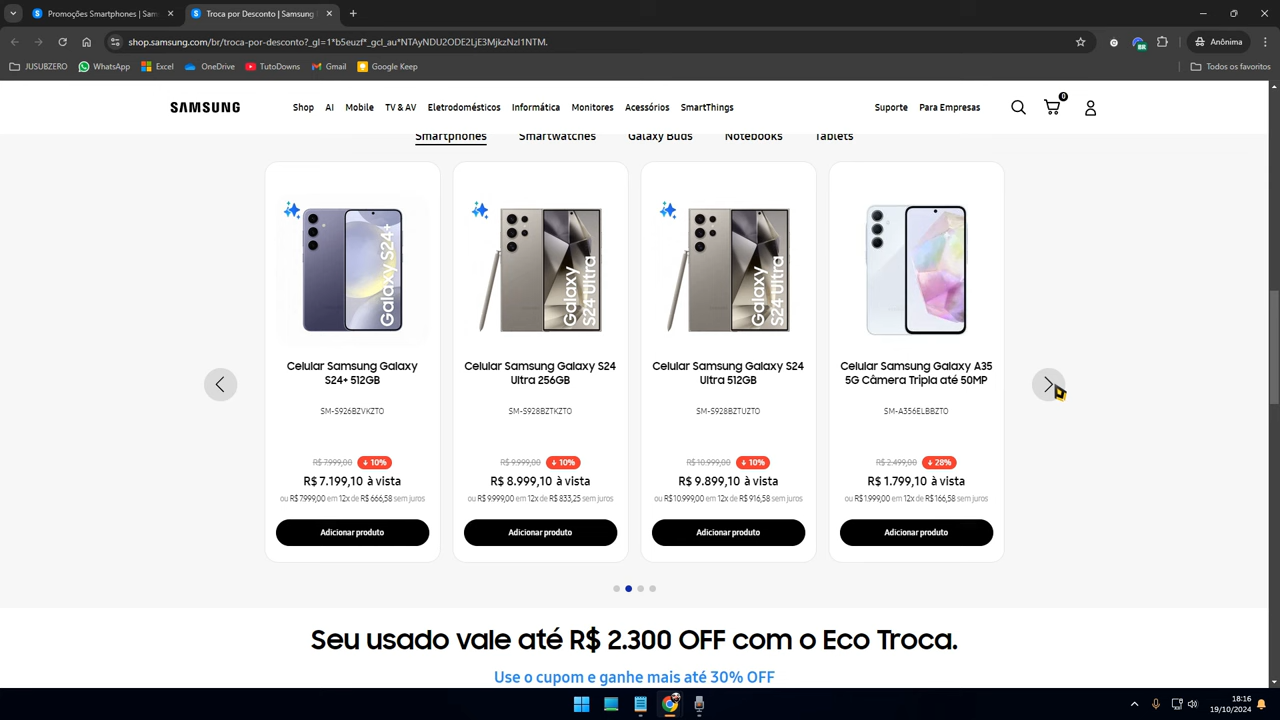 Promoções Smartphones | Sam
Troca por Desconto | Samsung
shop.samsung.com/br/troca-por-desconto?_gl=1*b5euzf*_gcl_au*NTAyNDU2ODE2LjE3MjkzNzI1NTM.
Anônima
JUSUBZERO
WhatsApp
Excel
OneDrive
TutoDowns
Gmail
Google Keep
Todos os favoritos
SAMSUNG
Shop
AI
Mobile
TV & AV
Eletrodomésticos
Informática
Monitores
Acessórios
SmartThings
Suporte
Para Empresas
0
Smartphones
Smartwatches
Galaxy Buds
Notebooks
Tablets
Galaxy S24+
Celular Samsung Galaxy
S24+ 512GB
SM-S926BZVKZTO
R$ 7.999,00 10%
R$ 7.199,10 à vista
ou R$ 7.999,00 em 12x de R$ 666,58 sem juros
Adicionar produto
Galaxy
S24 Ultra
Celular Samsung Galaxy S24
Ultra 256GB
SM-S928BZTKZTO
R$ 9.999,00 10%
R$ 8.999,10 à vista
ou R$ 9.999,00 em 12x de R$ 833,25 sem juros
Adicionar produto
Galaxy
S24 Ultra
Celular Samsung Galaxy S24
Ultra 512GB
SM-S928BZTUZTO
R$ 10.999,00 10%
R$ 9.899,10 à vista
ou R$ 10.999,00 em 12x de R$ 916,58 sem juros
Adicionar produto
Celular Samsung Galaxy A35
5G Câmera Tripla até 50MP
SM-A356ELBBZTO
R$ 2.499,00 28%
R$ 1.799,10 à vista
ou R$ 1.999,00 em 12x de R$ 166,58 sem juros
Adicionar produto
Seu usado vale até R$ 2.300 OFF com o Eco Troca.
Use o cupom e ganhe mais até 30% OFF
18:16
19/10/2024